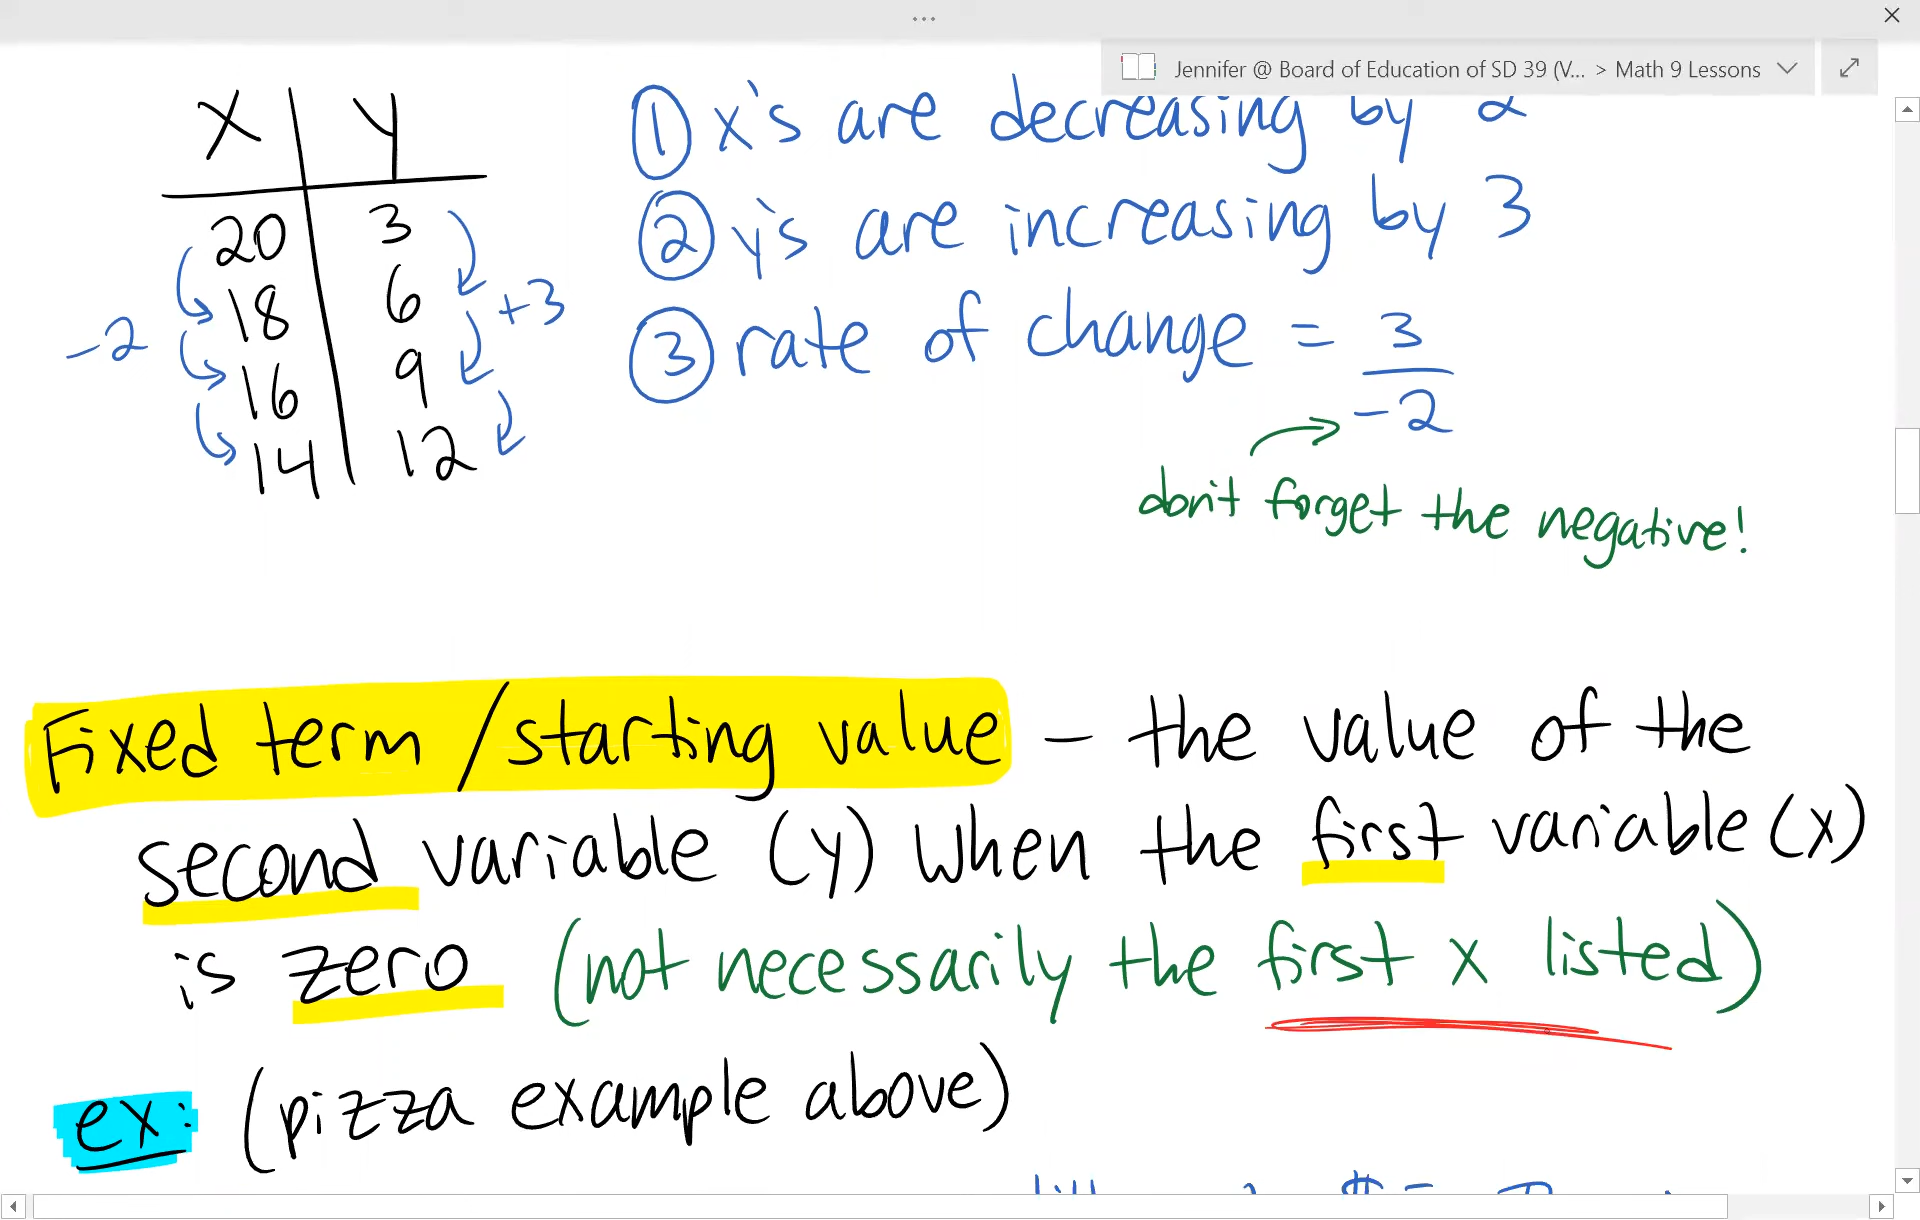 ...
Jennifer @ Board of Education of SD 39 (V... > Math 9 Lessons
X Y
20 3
18 6
16 9
14 12
-2
+3
① x's are decreasing by 2
② y's are increasing by 3
③ rate of change = 3/-2
don't forget the negative!
Fixed term/starting value - the value of the
second variable (y) when the first variable (x)
is zero (not necessarily the first x listed)
ex: (pizza example above)